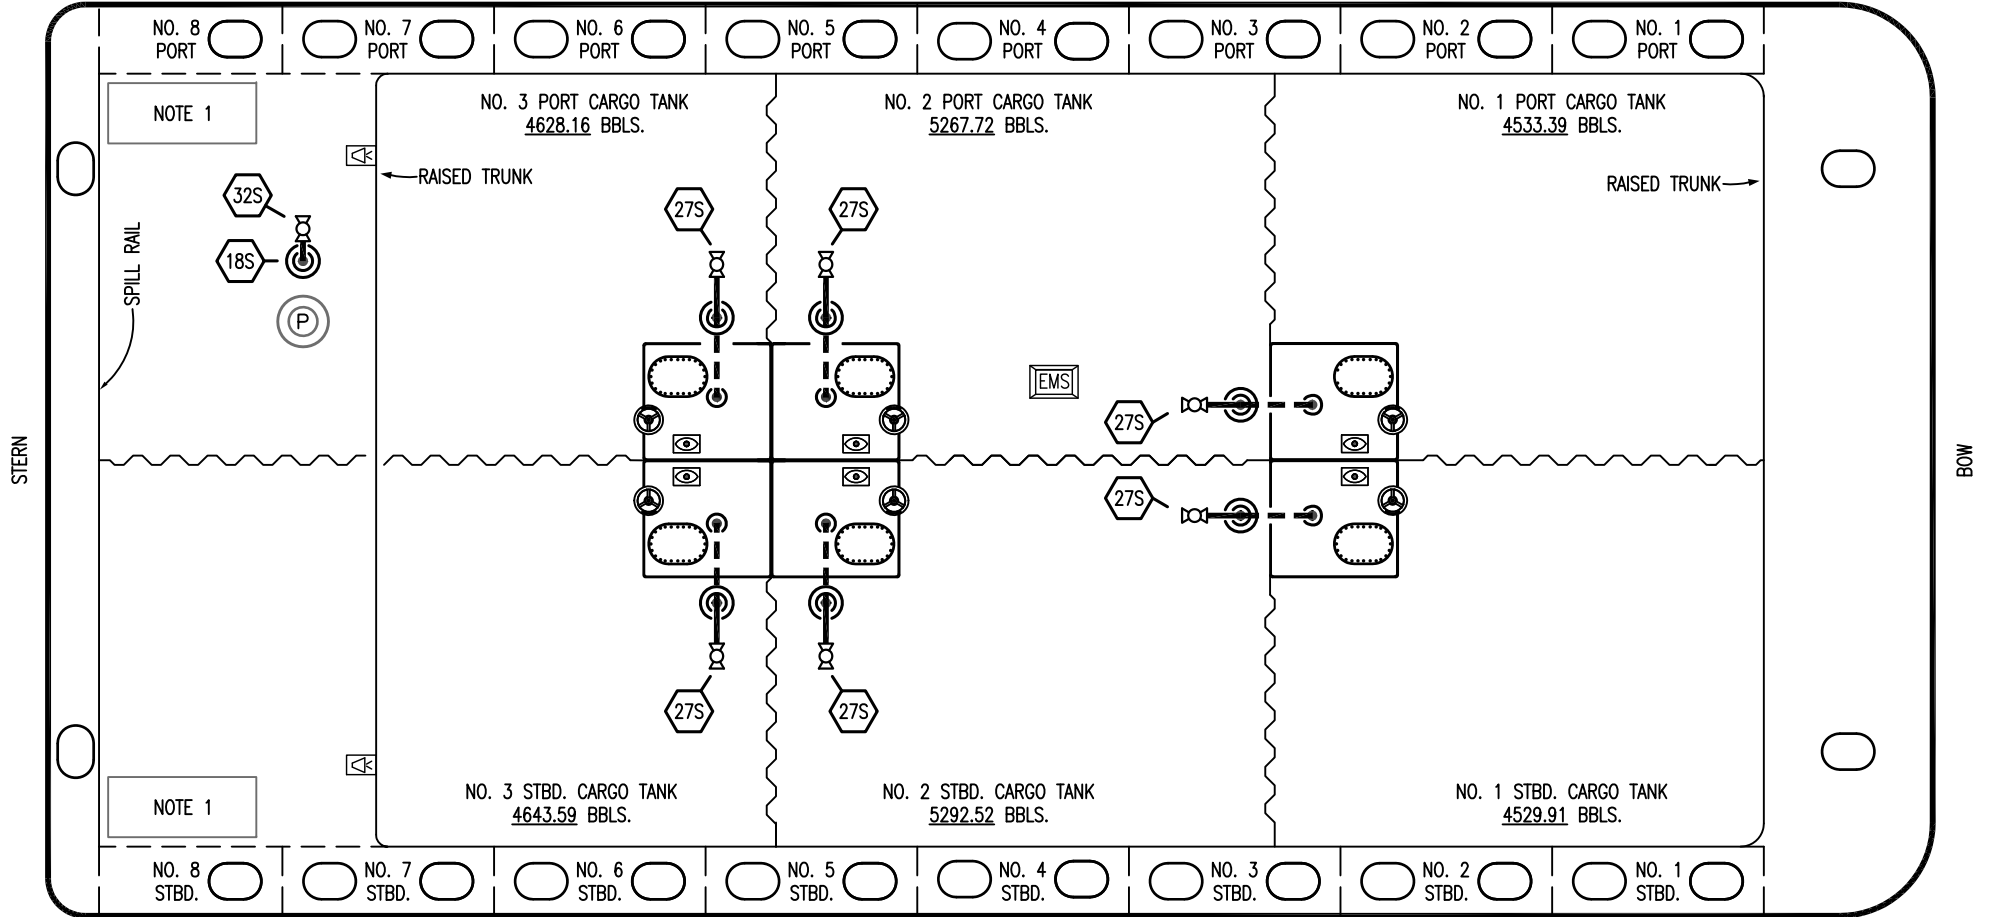 NO. 8
PORT
NO. 7
PORT
NO. 6
PORT
NO. 5
PORT
NO. 4
PORT
NO. 3
PORT
NO. 2
PORT
NO. 1
PORT
NOTE 1
NO. 3 PORT CARGO TANK
4628.16 BBLS.
NO. 2 PORT CARGO TANK
5267.72 BBLS.
NO. 1 PORT CARGO TANK
4533.39 BBLS.
RAISED TRUNK
RAISED TRUNK
32S
27S
27S
SPILL RAIL
18S
P
EMS
27S
STERN
BOW
27S
27S
27S
NO. 3 STBD. CARGO TANK
4643.59 BBLS.
NO. 2 STBD. CARGO TANK
5292.52 BBLS.
NO. 1 STBD. CARGO TANK
4529.91 BBLS.
NOTE 1
NO. 8
STBD.
NO. 7
STBD.
NO. 6
STBD.
NO. 5
STBD.
NO. 4
STBD.
NO. 3
STBD.
NO. 2
STBD.
NO. 1
STBD.